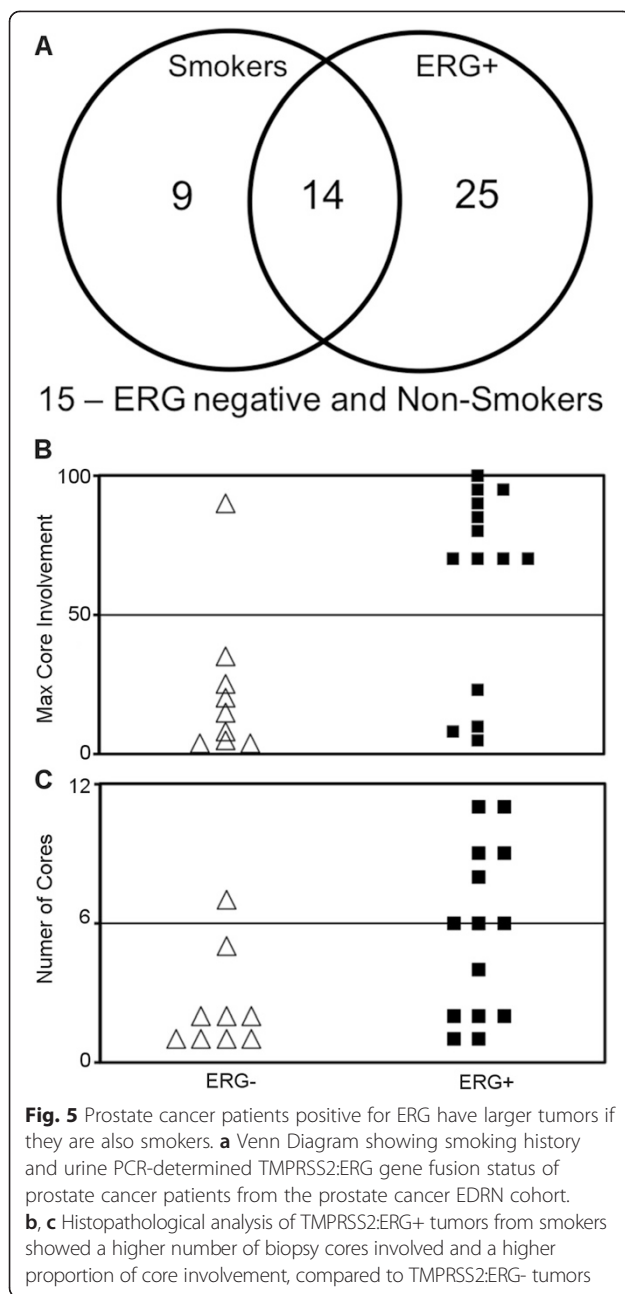 A
Smokers ERG+
9 14 25
15 – ERG negative and Non-Smokers
B
100
50
0
Max Core Involvement
C
12
6
0
Numer of Cores
ERG- ERG+
Fig. 5 Prostate cancer patients positive for ERG have larger tumors if
they are also smokers. a Venn Diagram showing smoking history
and urine PCR-determined TMPRSS2:ERG gene fusion status of
prostate cancer patients from the prostate cancer EDRN cohort.
b, c Histopathological analysis of TMPRSS2:ERG+ tumors from smokers
showed a higher number of biopsy cores involved and a higher
proportion of core involvement, compared to TMPRSS2:ERG- tumors